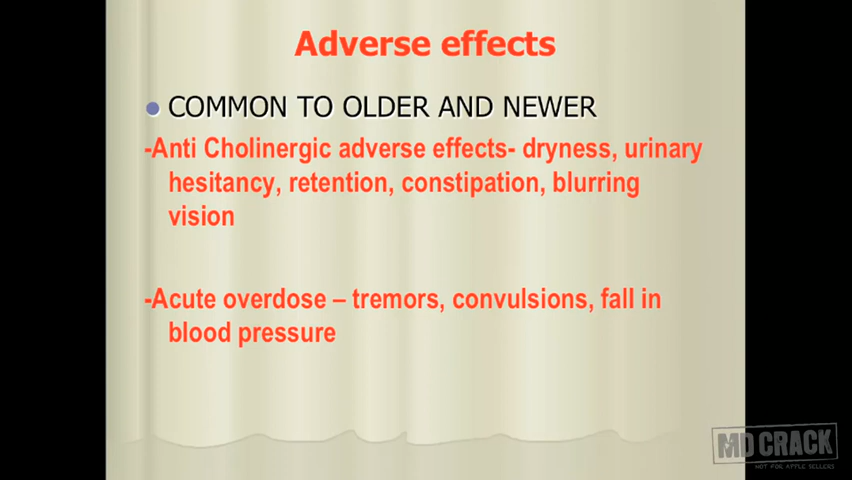 Adverse effects
COMMON TO OLDER AND NEWER
-Anti Cholinergic adverse effects- dryness, urinary
hesitancy, retention, constipation, blurring
vision
-Acute overdose – tremors, convulsions, fall in
blood pressure
MD CRACK
NOT FOR APPLE SELLERS